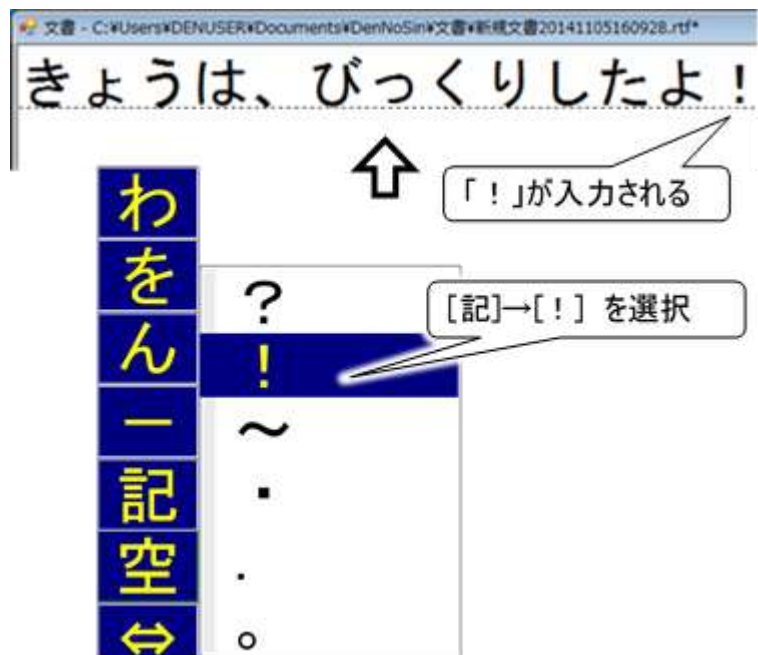 文書 - C:¥Users¥DENUSER¥Documents¥DenNoSin¥文書¥新規文書20141105160928.rtf*
きょうは、びっくりしたよ！
「！」が入力される
わ
を
ん
ー
記
空
⇔
？
！
～
・
．
。
[記]→[！] を選択